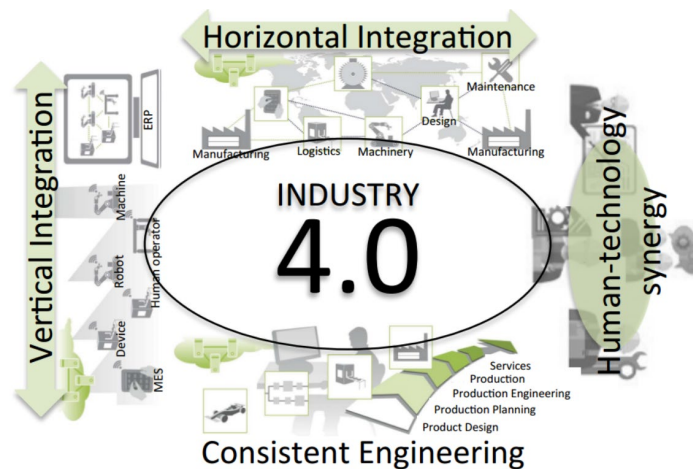 Horizontal Integration
Maintenance
Design
Manufacturing
Logistics
Machinery
Manufacturing
Vertical Integration
ERP
Machine
Human operator
Robot
Device
MES
INDUSTRY
4.0
Human-technology
synergy
Services
Production
Production Engineering
Production Planning
Product Design
Consistent Engineering